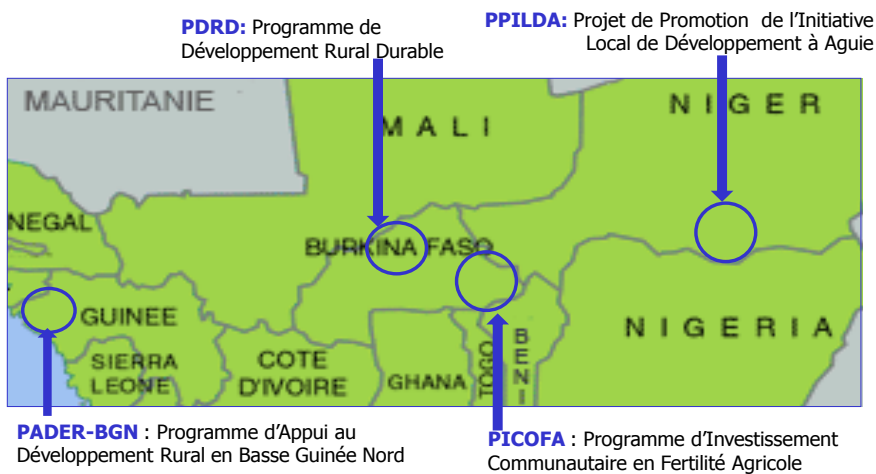 PDRD: Programme de
Développement Rural Durable
PPILDA: Projet de Promotion de l'Initiative
Local de Développement à Aguie
MAURITANIE
MALI
NIGER
NEGAL
BURKINA FASO
GUINEE
SIERRA
LEONE
COTE
D'IVOIRE
GHANA
TOGO
BENI
NIGERIA
PADER-BGN : Programme d'Appui au
Développement Rural en Basse Guinée Nord
PICOFA : Programme d'Investissement
Communautaire en Fertilité Agricole